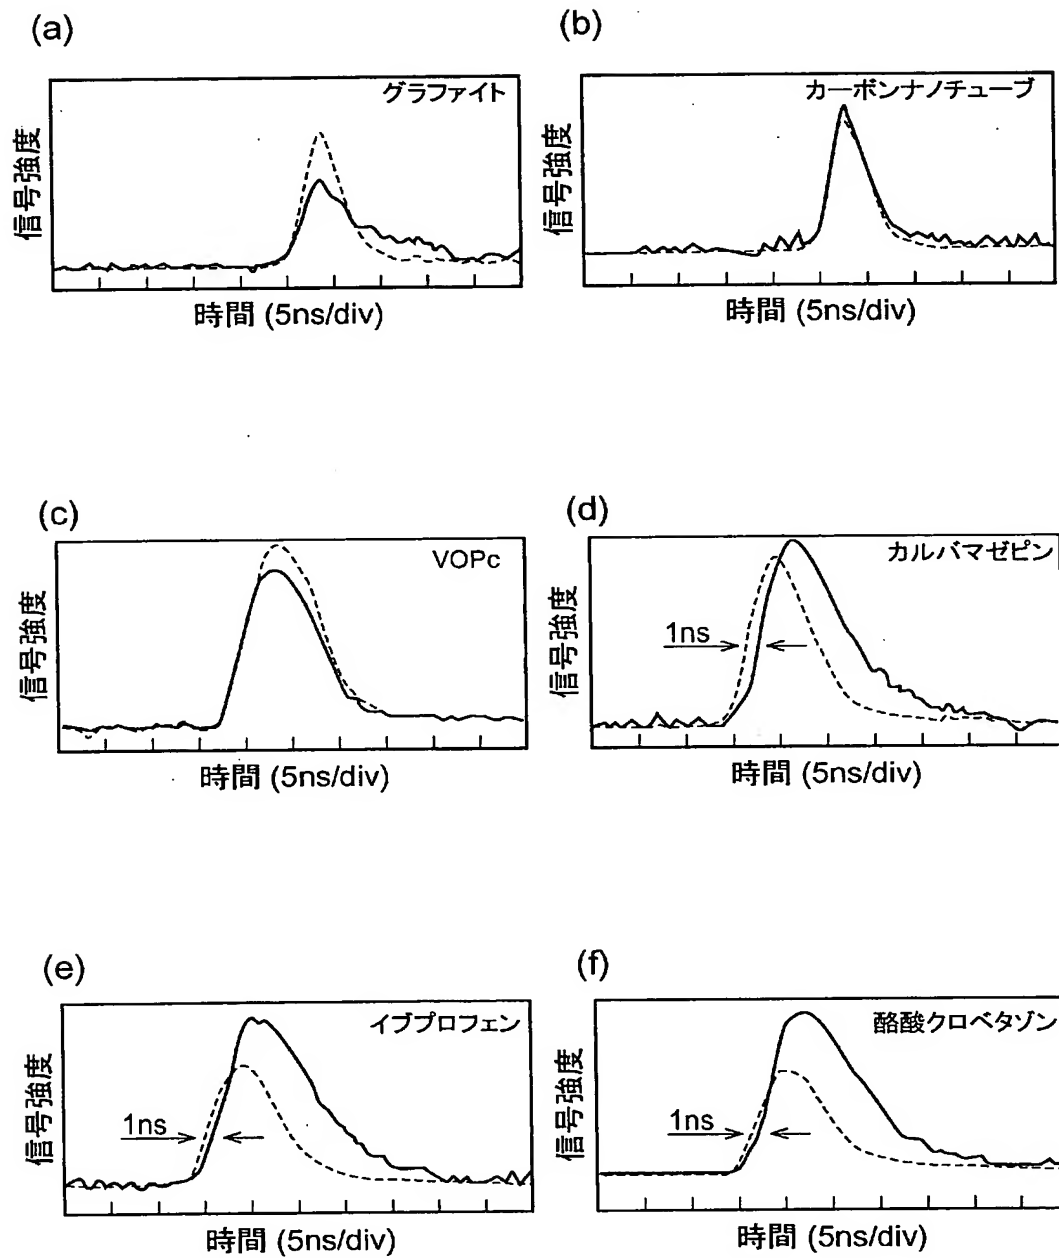 (a)
グラファイト
信号強度
時間 (5ns/div)
(b)
カーボンナノチューブ
信号強度
時間 (5ns/div)
(c)
VOPc
信号強度
時間 (5ns/div)
(d)
カルバマゼピン
1ns
信号強度
時間 (5ns/div)
(e)
イブプロフェン
1ns
信号強度
時間 (5ns/div)
(f)
酪酸クロベタゾン
1ns
信号強度
時間 (5ns/div)